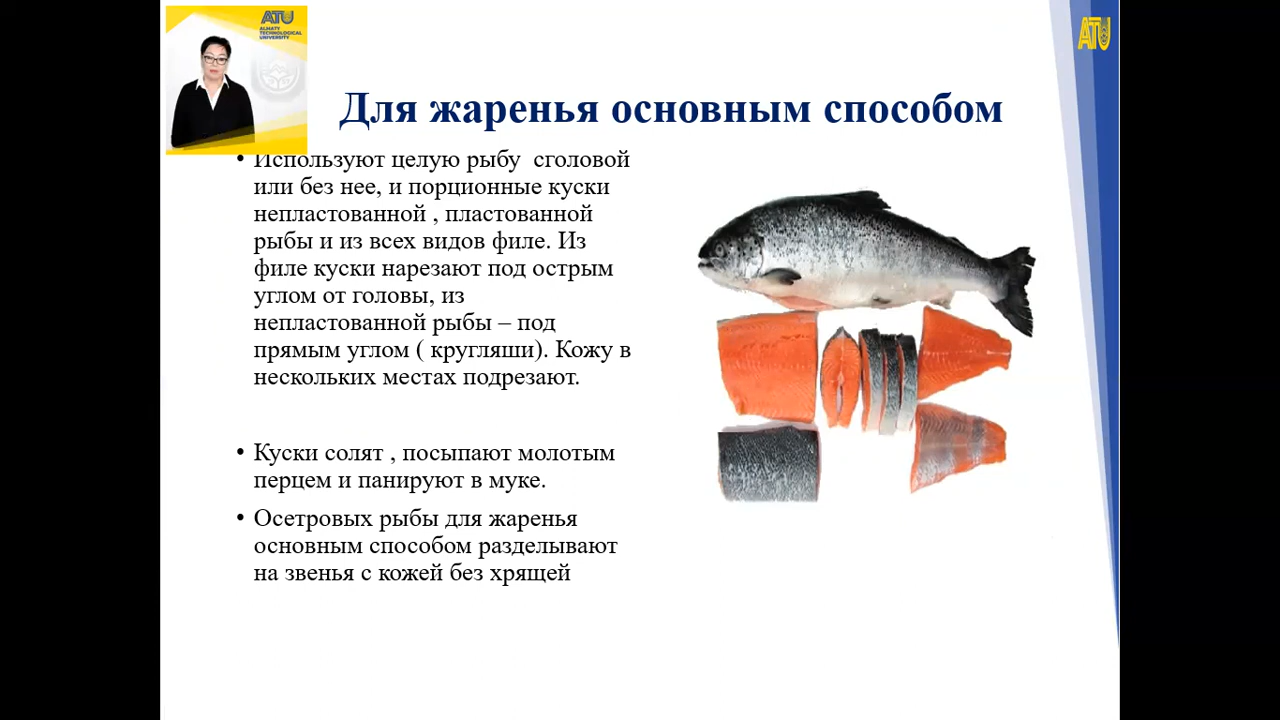 ATU
ALMATY
TECHNOLOGICAL
UNIVERSITY
ATU
Для жаренья основным способом
• Используют целую рыбу сголовой
или без нее, и порционные куски
непластованной , пластованной
рыбы и из всех видов филе. Из
филе куски нарезают под острым
углом от головы, из
непластованной рыбы – под
прямым углом ( кругляши). Кожу в
нескольких местах подрезают.
• Куски солят , посыпают молотым
перцем и панируют в муке.
• Осетровых рыбы для жаренья
основным способом разделывают
на звенья с кожей без хрящей